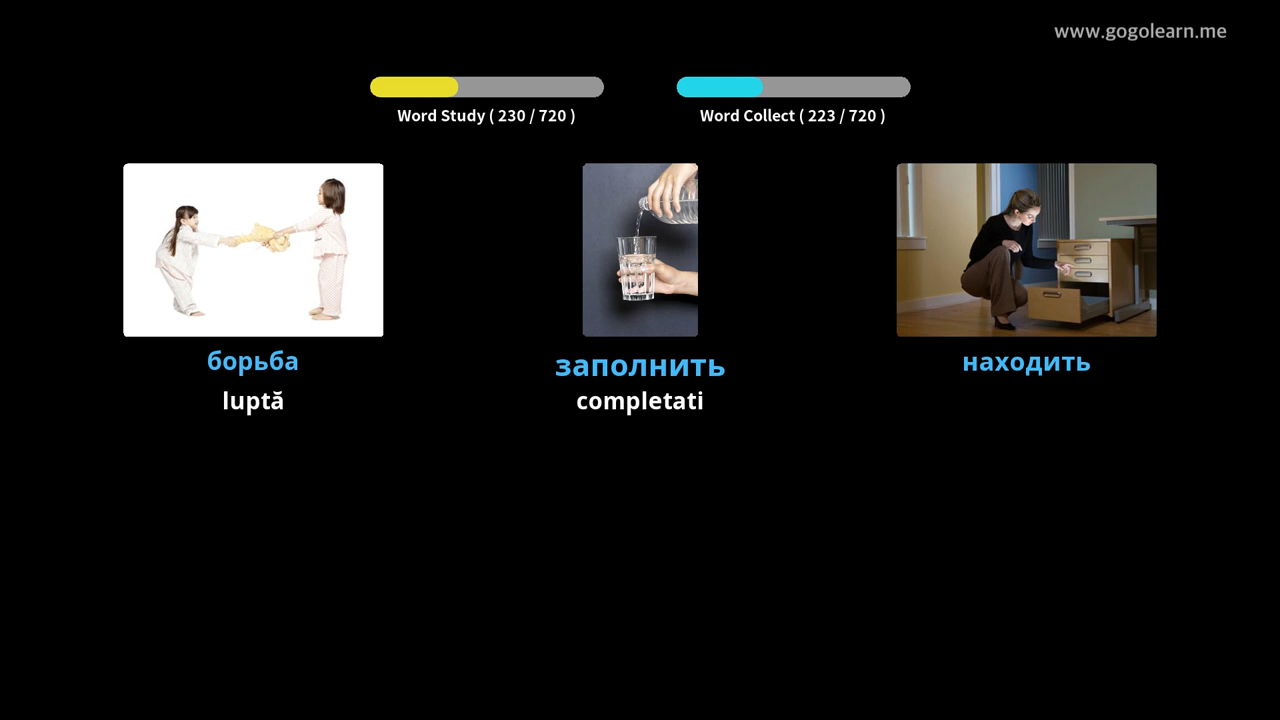 www.gogolearn.me
Word Study ( 230 / 720 )
Word Collect ( 223 / 720 )
борьба
luptă
заполнить
completati
находить